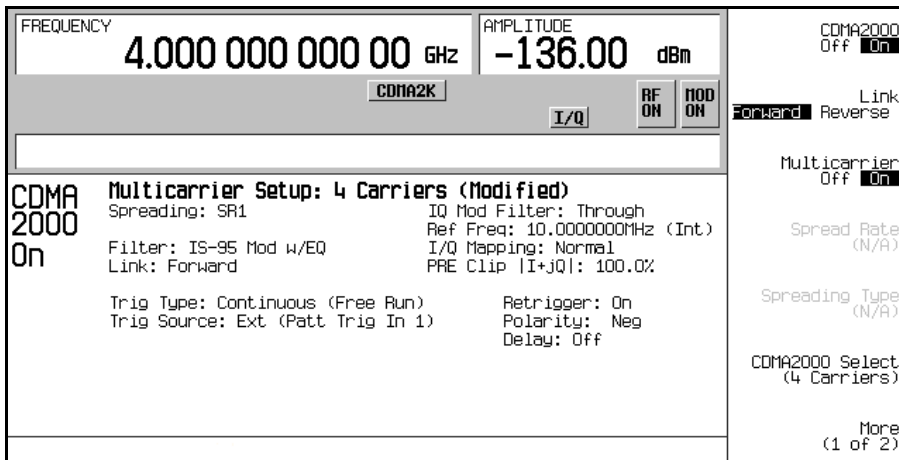 FREQUENCY
4.000 000 000 00 GHz
AMPLITUDE
-136.00 dBm
CDMA2K
I/Q
RF
ON
MOD
ON
CDMA
2000
On
Multicarrier Setup: 4 Carriers (Modified)
Spreading: SR1
IQ Mod Filter: Through
Ref Freq: 10.0000000MHz (Int)
Filter: IS-95 Mod w/EQ
I/Q Mapping: Normal
Link: Forward
PRE Clip |I+jQ|: 100.0%
Trig Type: Continuous (Free Run)
Retrigger: On
Trig Source: Ext (Patt Trig In 1)
Polarity: Neg
Delay: Off
CDMA2000
Off On
Link
Forward Reverse
Multicarrier
Off On
Spread Rate
(N/A)
Spreading Type
(N/A)
CDMA2000 Select
(4 Carriers)
More
(1 of 2)